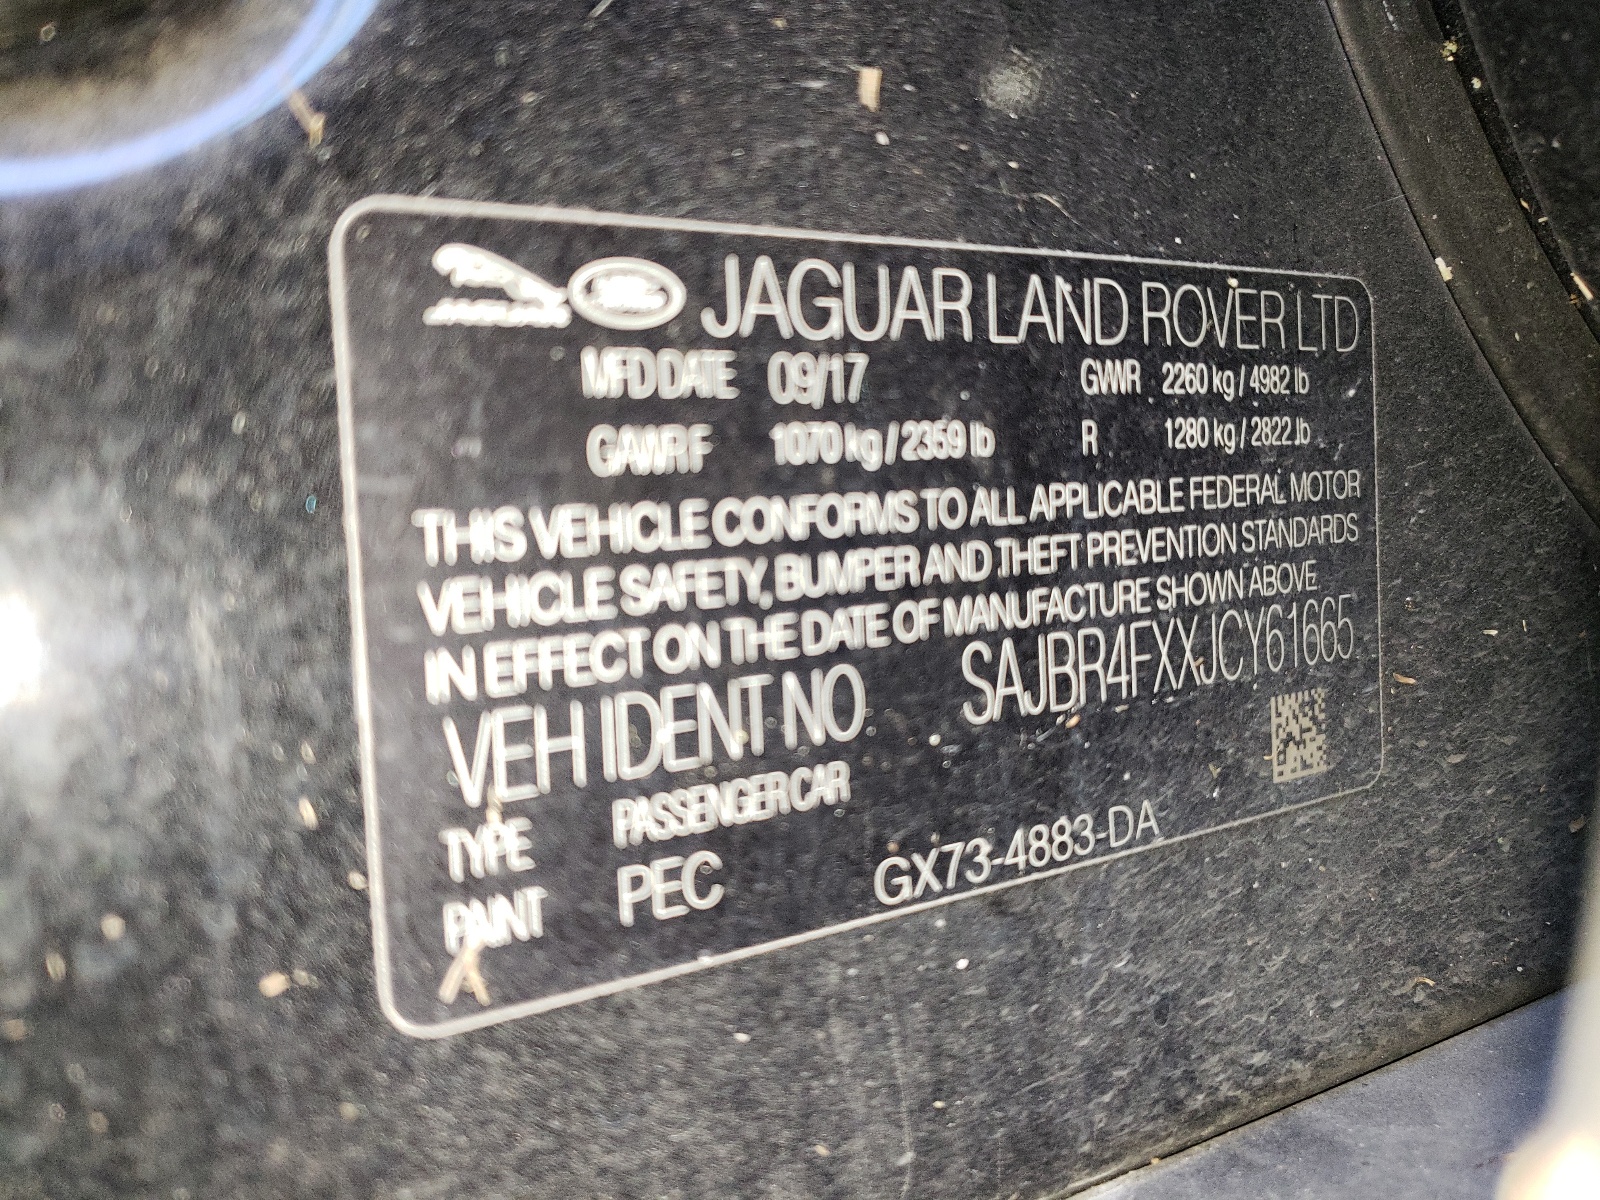 JAGUAR JAGUAR LAND ROVER LTD
MFD DATE 09/17 GVWR 2260 kg / 4982 lb
GAWR F 1070 kg / 2359 lb R 1280 kg / 2822 lb
THIS VEHICLE CONFORMS TO ALL APPLICABLE FEDERAL MOTOR
VEHICLE SAFETY, BUMPER AND THEFT PREVENTION STANDARDS
IN EFFECT ON THE DATE OF MANUFACTURE SHOWN ABOVE
VEH IDENT NO SAJBR4FXXJCY61665
TYPE PASSENGER CAR
PAINT PEC GX73-4883-DA